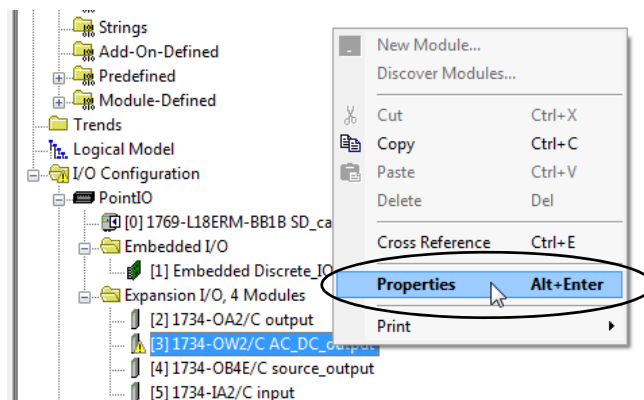 Strings
Add-On-Defined
Predefined
Module-Defined
Trends
Logical Model
I/O Configuration
PointIO
[0] 1769-L18ERM-BB1B SD_ca
Embedded I/O
[1] Embedded Discrete_IO
Expansion I/O, 4 Modules
[2] 1734-OA2/C output
[3] 1734-OW2/C AC_DC_output
[4] 1734-OB4E/C source_output
[5] 1734-IA2/C input
New Module...
Discover Modules...
Cut Ctrl+X
Copy Ctrl+C
Paste Ctrl+V
Delete Del
Cross Reference Ctrl+E
Properties Alt+Enter
Print